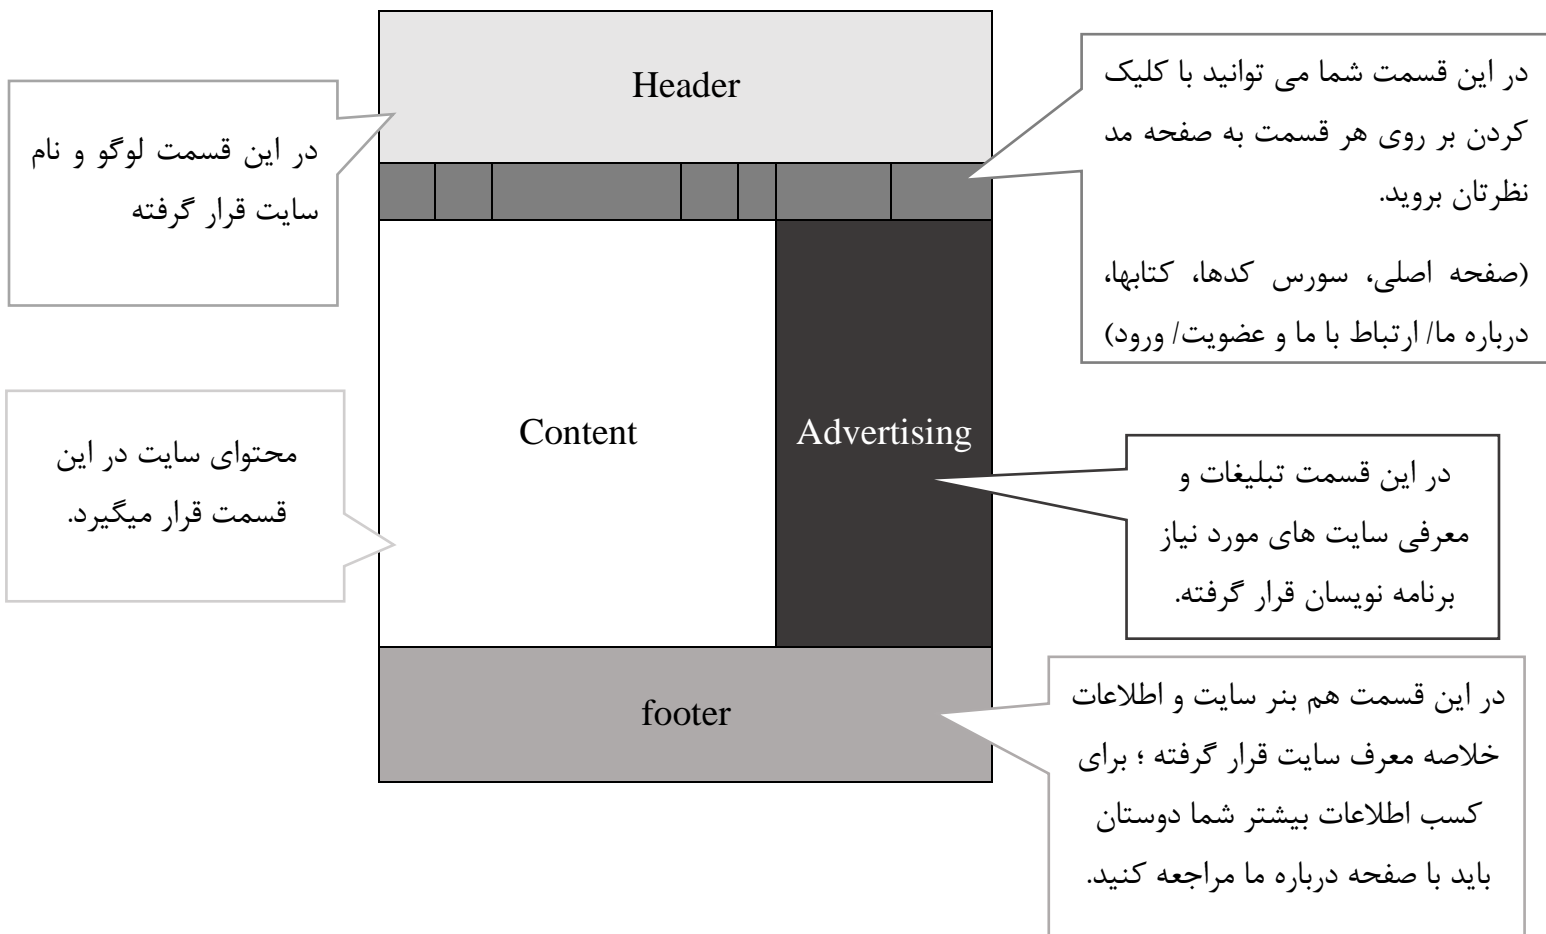 Header
در این قسمت شما می توانید با کلیک
کردن بر روی هر قسمت به صفحه مد
نظرتان بروید.
(صفحه اصلی، سورس کدها، کتابها،
درباره ما/ ارتباط با ما و عضویت/ ورود)
در این قسمت لوگو و نام
سایت قرار گرفته
Content
Advertising
در این قسمت تبلیغات و
معرفی سایت های مورد نیاز
برنامه نویسان قرار گرفته.
محتوای سایت در این
قسمت قرار میگیرد.
footer
در این قسمت هم بنر سایت و اطلاعات
خلاصه معرف سایت قرار گرفته ؛ برای
کسب اطلاعات بیشتر شما دوستان
باید با صفحه درباره ما مراجعه کنید.